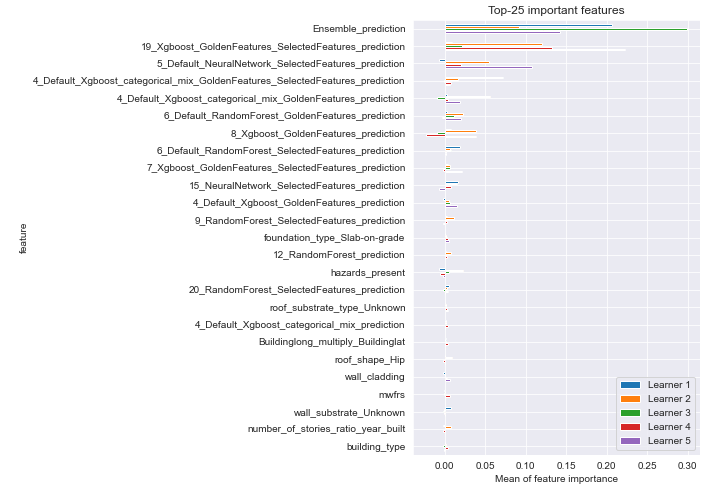 Top-25 important features
Ensemble_prediction
19_Xgboost_GoldenFeatures_SelectedFeatures_prediction
5_Default_NeuralNetwork_SelectedFeatures_prediction
4_Default_Xgboost_categorical_mix_GoldenFeatures_SelectedFeatures_prediction
4_Default_Xgboost_categorical_mix_GoldenFeatures_prediction
6_Default_RandomForest_GoldenFeatures_prediction
8_Xgboost_GoldenFeatures_prediction
6_Default_RandomForest_SelectedFeatures_prediction
7_Xgboost_GoldenFeatures_SelectedFeatures_prediction
15_NeuralNetwork_SelectedFeatures_prediction
4_Default_Xgboost_GoldenFeatures_prediction
9_RandomForest_SelectedFeatures_prediction
foundation_type_Slab-on-grade
12_RandomForest_prediction
hazards_present
20_RandomForest_SelectedFeatures_prediction
roof_substrate_type_Unknown
4_Default_Xgboost_categorical_mix_prediction
Buildinglong_multiply_Buildinglat
roof_shape_Hip
wall_cladding
mwfrs
wall_substrate_Unknown
number_of_stories_ratio_year_built
building_type
feature
Learner 1
Learner 2
Learner 3
Learner 4
Learner 5
0.00 0.05 0.10 0.15 0.20 0.25 0.30
Mean of feature importance